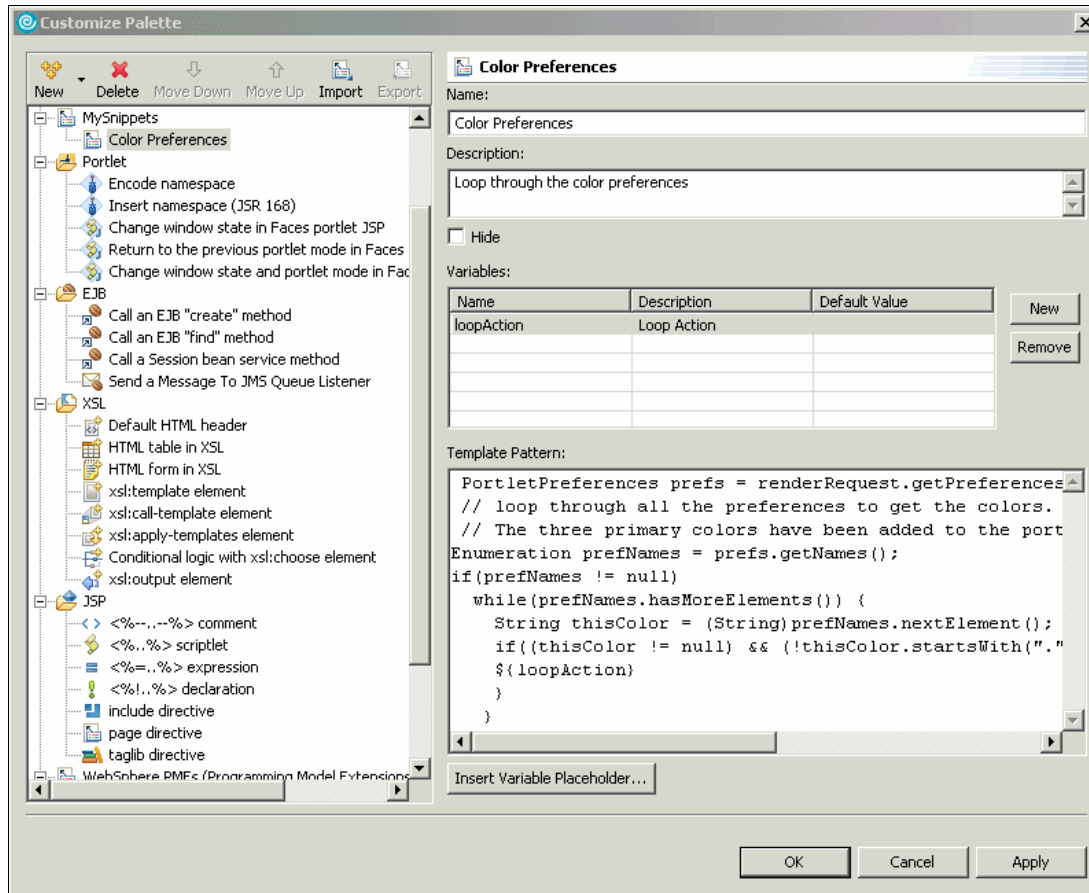 Customize Palette
New Delete Move Down Move Up Import Export
MySnippets
Color Preferences
Portlet
Encode namespace
Insert namespace (JSR 168)
Change window state in Faces portlet JSP
Return to the previous portlet mode in Faces
Change window state and portlet mode in Fac
EJB
Call an EJB "create" method
Call an EJB "find" method
Call a Session bean service method
Send a Message To JMS Queue Listener
XSL
Default HTML header
HTML table in XSL
HTML form in XSL
xsl:template element
xsl:call-template element
xsl:apply-templates element
Conditional logic with xsl:choose element
xsl:output element
JSP
<%--..--%> comment
<%..%> scriptlet
<%=..%> expression
<%!..%> declaration
include directive
page directive
taglib directive
WebSphere PMEs (Programming Model Extensions
Color Preferences
Name:
Color Preferences
Description:
Loop through the color preferences
Hide
Variables:
Name Description Default Value
loopAction Loop Action
New
Remove
Template Pattern:
PortletPreferences prefs = renderRequest.getPreferences
// loop through all the preferences to get the colors.
// The three primary colors have been added to the port
Enumeration prefNames = prefs.getNames();
if(prefNames != null)
while(prefNames.hasMoreElements()) {
String thisColor = (String)prefNames.nextElement();
if((thisColor != null) && (!thisColor.startsWith("."
${loopAction}
}
}
Insert Variable Placeholder...
OK Cancel Apply